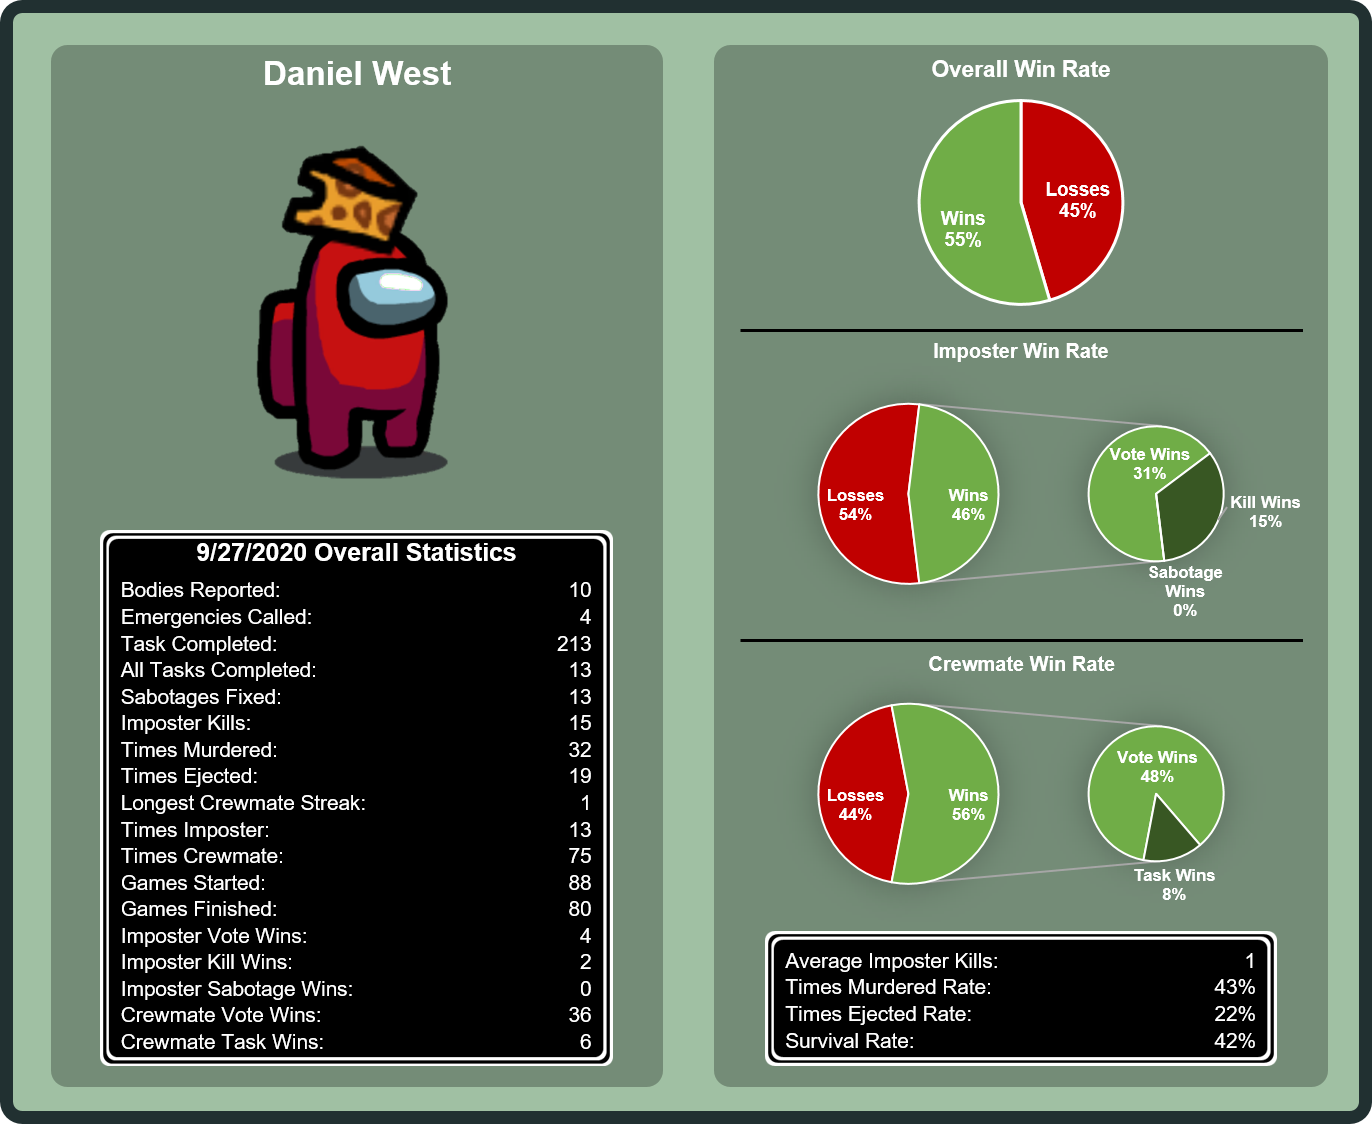 Daniel West
9/27/2020 Overall Statistics
Bodies Reported: 10
Emergencies Called: 4
Task Completed: 213
All Tasks Completed: 13
Sabotages Fixed: 13
Imposter Kills: 15
Times Murdered: 32
Times Ejected: 19
Longest Crewmate Streak: 1
Times Imposter: 13
Times Crewmate: 75
Games Started: 88
Games Finished: 80
Imposter Vote Wins: 4
Imposter Kill Wins: 2
Imposter Sabotage Wins: 0
Crewmate Vote Wins: 36
Crewmate Task Wins: 6
Overall Win Rate
Losses
45%
Wins
55%
Imposter Win Rate
Losses
54%
Wins
46%
Vote Wins
31%
Kill Wins
15%
Sabotage
Wins
0%
Crewmate Win Rate
Losses
44%
Wins
56%
Vote Wins
48%
Task Wins
8%
Average Imposter Kills: 1
Times Murdered Rate: 43%
Times Ejected Rate: 22%
Survival Rate: 42%